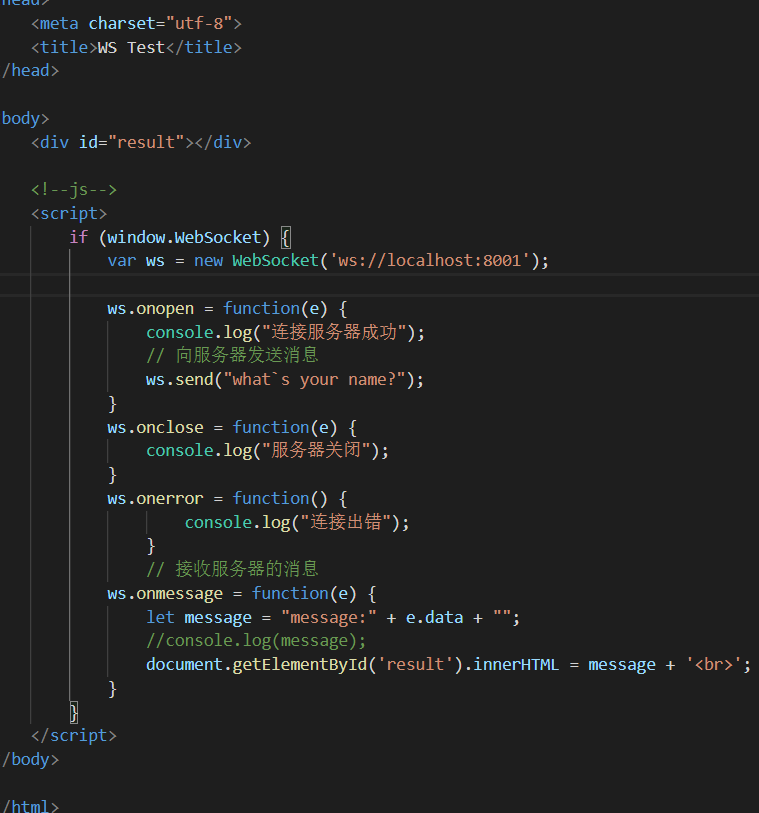 head>
<meta charset="utf-8">
<title>WS Test</title>
/head>
body>
<div id="result"></div>
<!--js-->
<script>
if (window.WebSocket) {
var ws = new WebSocket('ws://localhost:8001');
ws.onopen = function(e) {
console.log("连接服务器成功");
// 向服务器发送消息
ws.send("what`s your name?");
}
ws.onclose = function(e) {
console.log("服务器关闭");
}
ws.onerror = function() {
console.log("连接出错");
}
// 接收服务器的消息
ws.onmessage = function(e) {
let message = "message:" + e.data + "";
//console.log(message);
document.getElementById('result').innerHTML = message + '<br>';
}
}
</script>
/body>
/html>